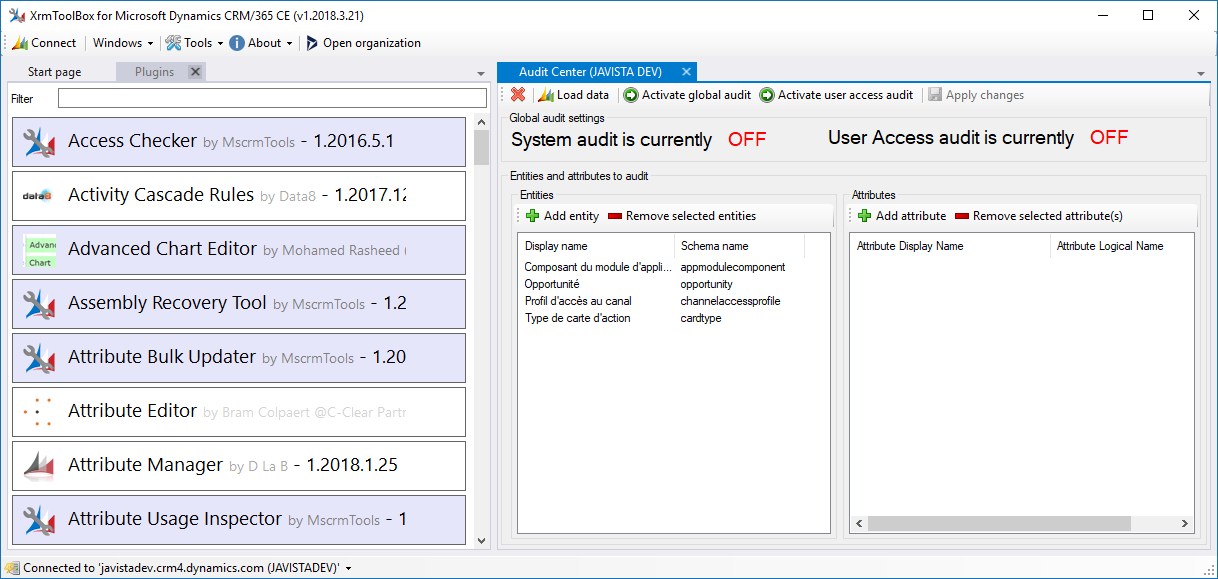 XrmToolBox for Microsoft Dynamics CRM/365 CE (v1.2018.3.21)
Connect Windows Tools About Open organization
Start page Plugins
Filter
Access Checker by MscrmTools - 1.2016.5.1
data8 Activity Cascade Rules by Data8 - 1.2017.12
Advanced Chart Editor by Mohamed Rasheed
Advan
Chart
Assembly Recovery Tool by MscrmTools - 1.2
Attribute Bulk Updater by MscrmTools - 1.20
Attribute Editor by Bram Colpaert @C-Clear Partr
Attribute Manager by D La B - 1.2018.1.25
Attribute Usage Inspector by MscrmTools - 1
Audit Center (JAVISTA DEV)
Load data Activate global audit Activate user access audit Apply changes
Global audit settings
System audit is currently OFF User Access audit is currently OFF
Entities and attributes to audit
Entities
Add entity Remove selected entities
Display name Schema name
Composant du module d'appli... appmodulecomponent
Opportunité opportunity
Profil d'accès au canal channelaccessprofile
Type de carte d'action cardtype
Attributes
Add attribute Remove selected attribute(s)
Attribute Display Name Attribute Logical Name
Connected to 'javistadev.crm4.dynamics.com (JAVISTADEV)'